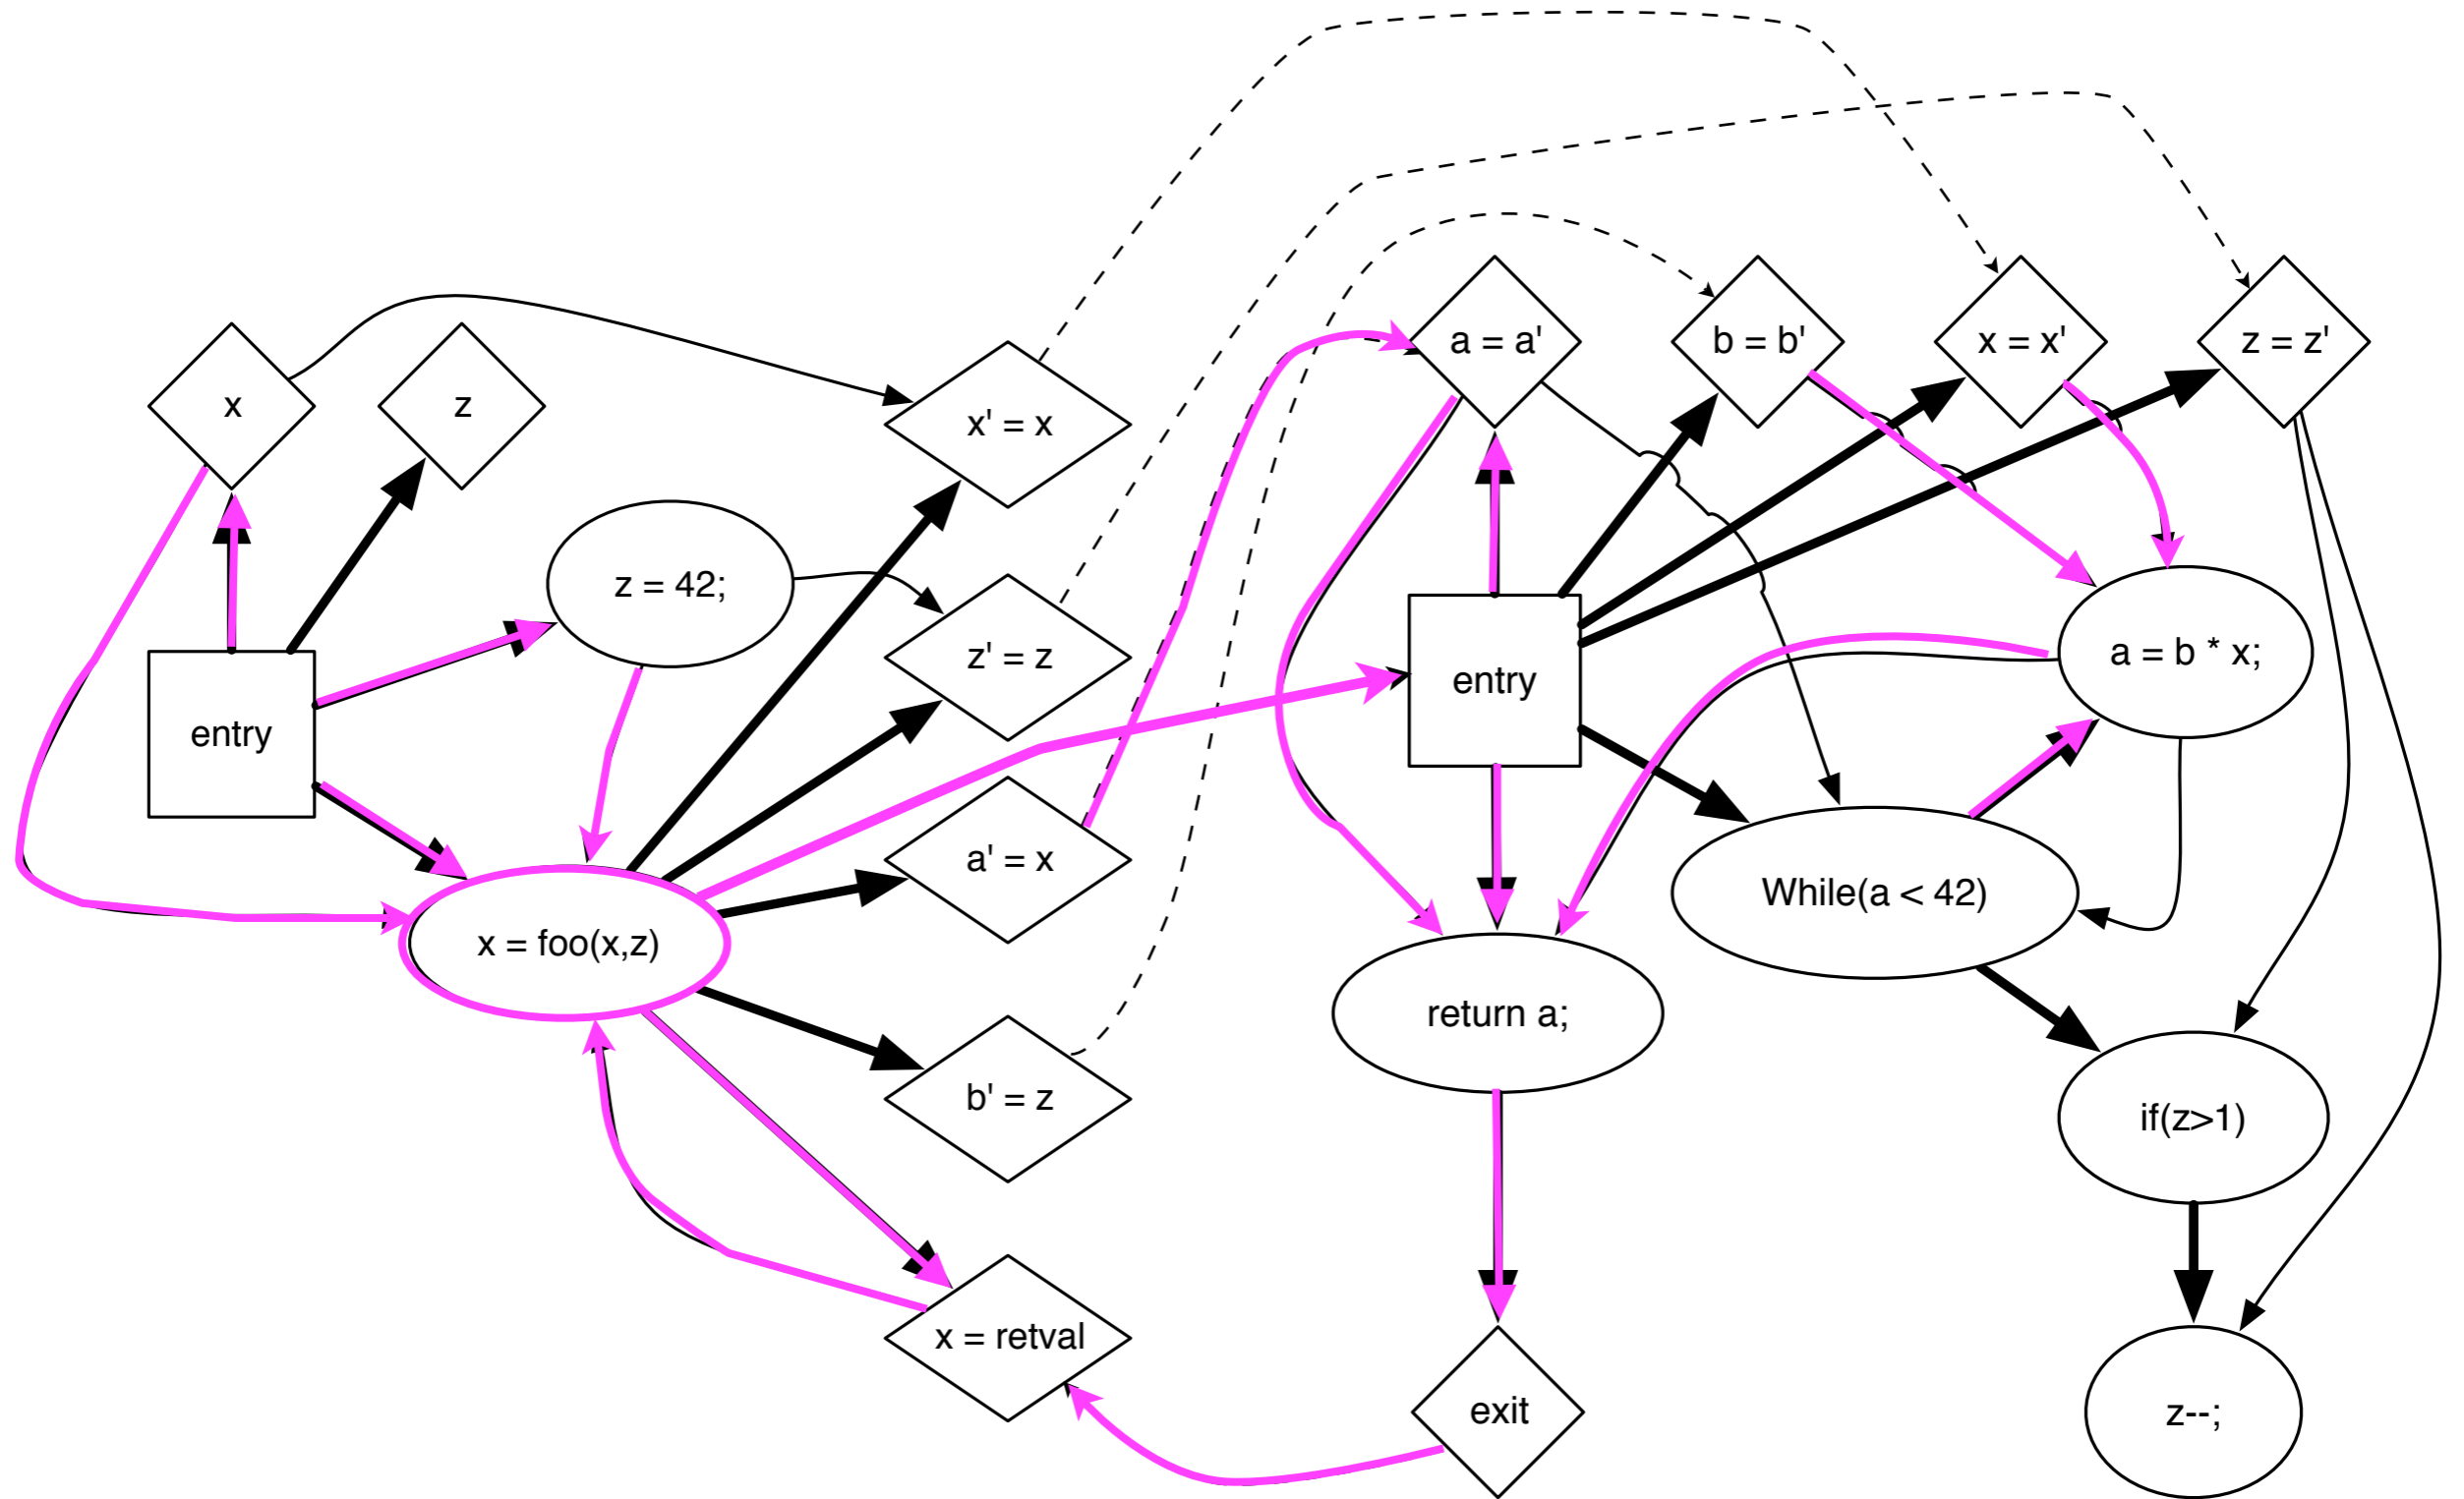 a = a'
b = b'
x = x'
z = z'
x
z
x' = x
z = 42;
z' = z
a = b * x;
entry
entry
a' = x
While(a < 42)
x = foo(x,z)
return a;
b' = z
if(z>1)
x = retval
exit
z--;